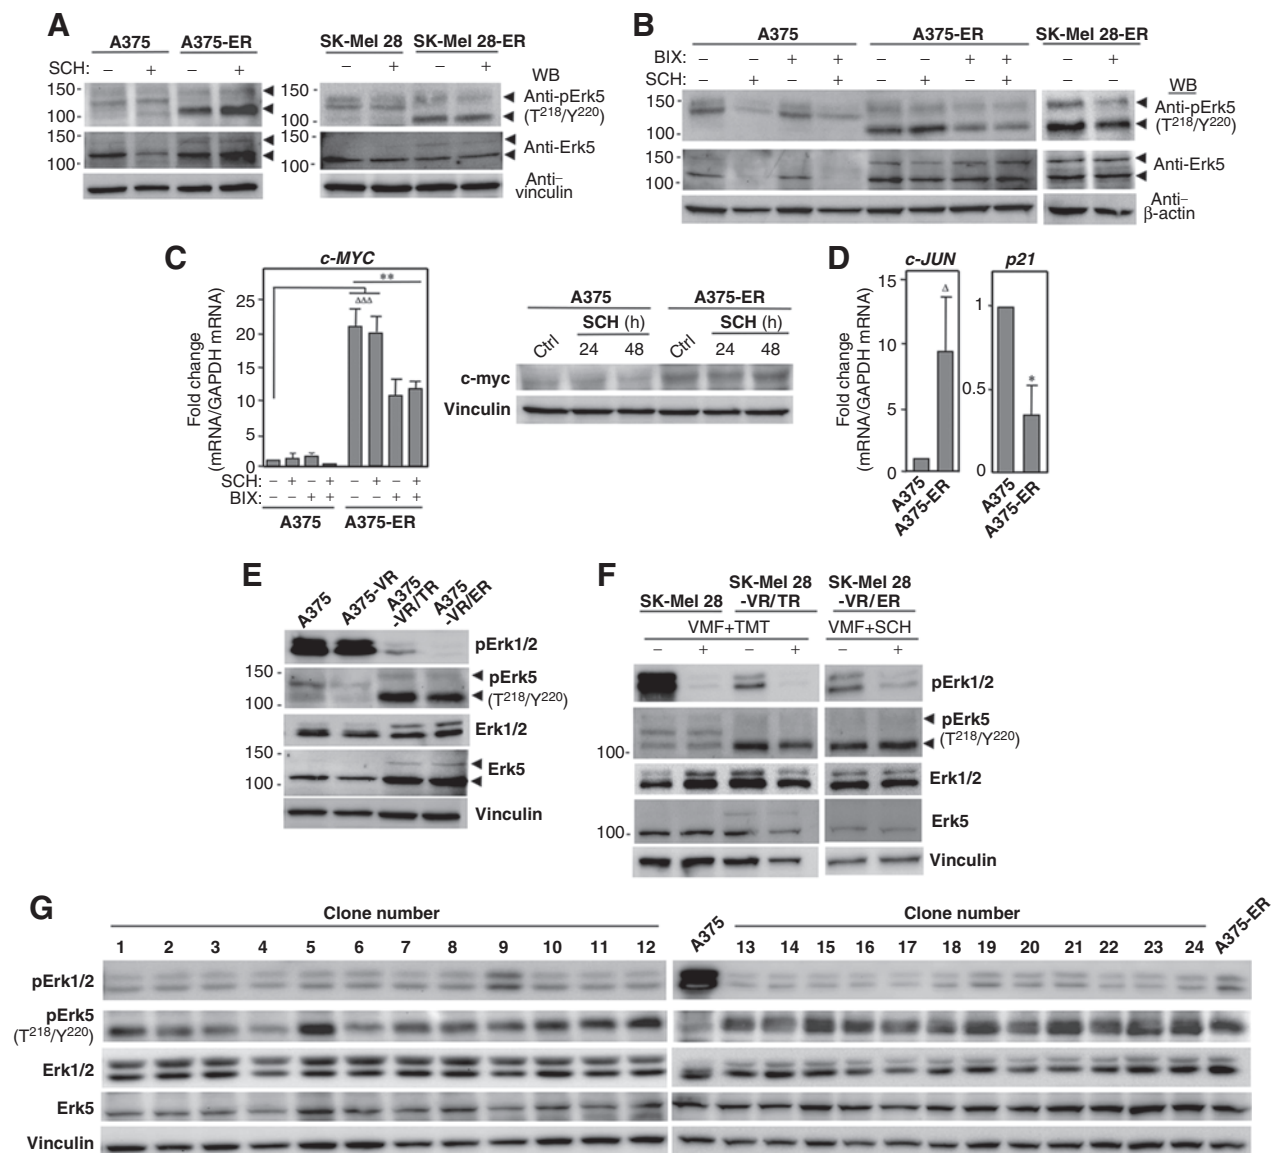 A
A375
A375-ER
SCH: – + – +
150-
100-
150-
100-
SK-Mel 28
SK-Mel 28-ER
– + – +
150-
100-
150-
100-
WB
Anti-pErk5
(T218/Y220)
Anti-Erk5
Anti–
vinculin
B
A375
A375-ER
SK-Mel 28-ER
BIX: – – + + – – + + – +
SCH: – + – + – + – +
150-
100-
150-
100-
WB
Anti-pErk5
(T218/Y220)
Anti-Erk5
Anti–
β-actin
C
c-MYC
Fold change
(mRNA/GAPDH mRNA)
25
20
15
10
5
0
**
ΔΔΔ
SCH: – + – + – + – +
BIX: – – + + – – + +
A375
A375-ER
A375
A375-ER
SCH (h)
SCH (h)
Ctrl 24 48 Ctrl 24 48
c-myc
Vinculin
D
c-JUN
p21
Fold change
(mRNA/GAPDH mRNA)
15
10
5
0
Δ
1
0.5
0
*
A375
A375-ER
A375
A375-ER
E
A375
A375-VR
A375
-VR/TR
A375
-VR/ER
pErk1/2
150
100-
pErk5
(T218/Y220)
Erk1/2
150-
100-
Erk5
Vinculin
F
SK-Mel 28
SK-Mel 28
-VR/TR
SK-Mel 28
-VR/ER
VMF+TMT
VMF+SCH
– + – + – +
pErk1/2
100-
pErk5
(T218/Y220)
Erk1/2
100-
Erk5
Vinculin
G
Clone number
1 2 3 4 5 6 7 8 9 10 11 12
A375
Clone number
13 14 15 16 17 18 19 20 21 22 23 24
A375-ER
pErk1/2
pErk5
(T218/Y220)
Erk1/2
Erk5
Vinculin